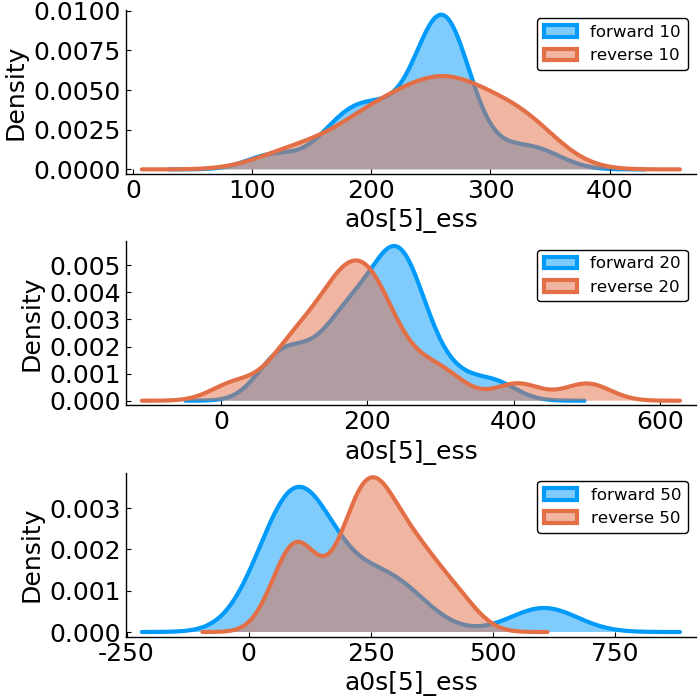 0.0100
0.0075
0.0050
0.0025
0.0000
Density
forward 10
reverse 10
0 100 200 300 400
a0s[5]_ess
0.005
0.004
0.003
0.002
0.001
0.000
Density
forward 20
reverse 20
0 200 400 600
a0s[5]_ess
0.003
0.002
0.001
0.000
Density
forward 50
reverse 50
-250 0 250 500 750
a0s[5]_ess